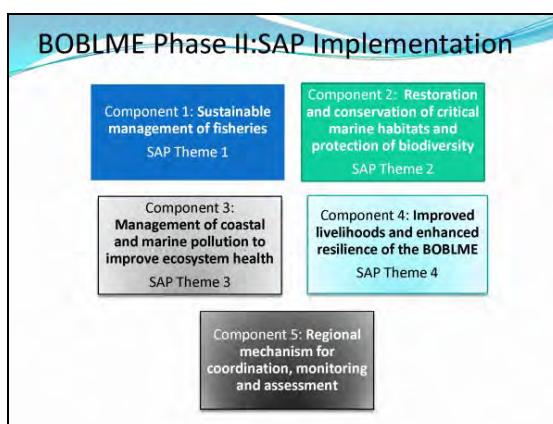 BOBLME Phase II:SAP Implementation
Component 1: Sustainable
management of fisheries
SAP Theme 1
Component 2: Restoration
and conservation of critical
marine habitats and
protection of biodiversity
SAP Theme 2
Component 3:
Management of coastal
and marine pollution to
improve ecosystem health
SAP Theme 3
Component 4: Improved
livelihoods and enhanced
resilience of the BOBLME
SAP Theme 4
Component 5: Regional
mechanism for
coordination, monitoring
and assessment